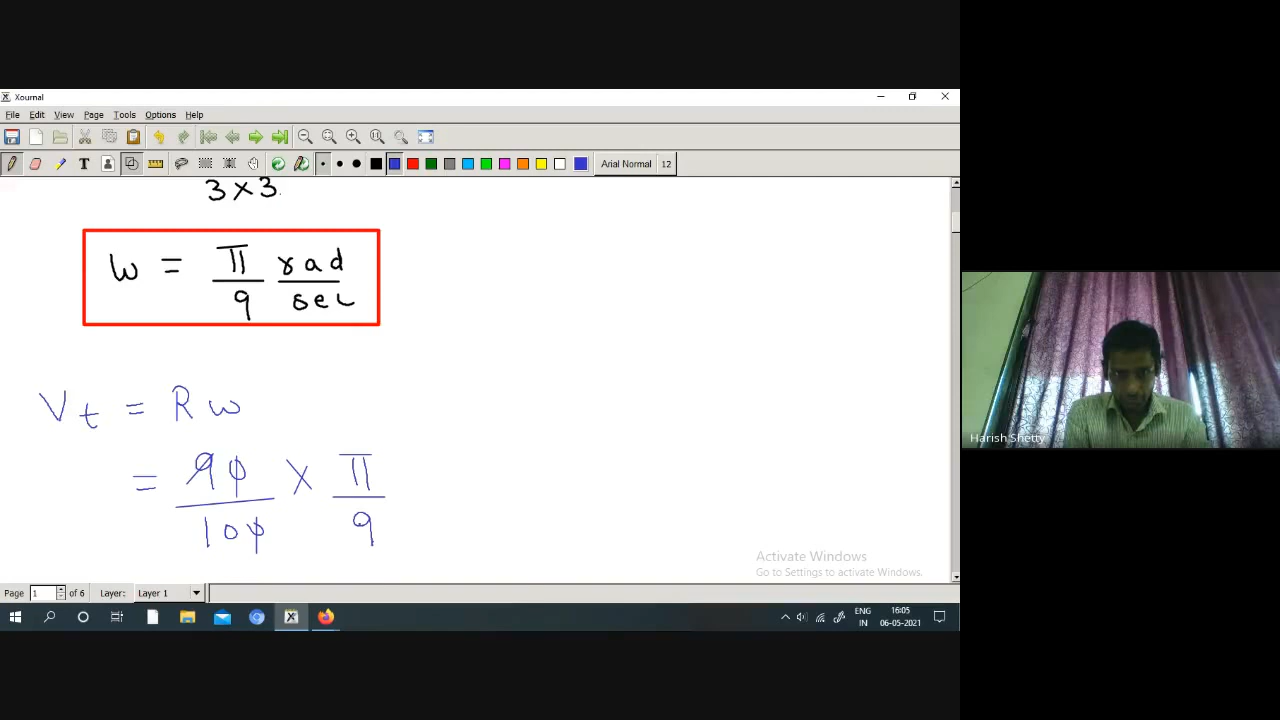 Xournal
File Edit View Page Tools Options Help
Arial Normal 12
3 × 3
ω = π/9 rad/sec
Vt = R ω
= 90/100 × π/9
Harish Shetty
Activate Windows
Go to Settings to activate Windows.
Page 1 of 6 Layer: Layer 1
ENG
IN
16:05
06-05-2021